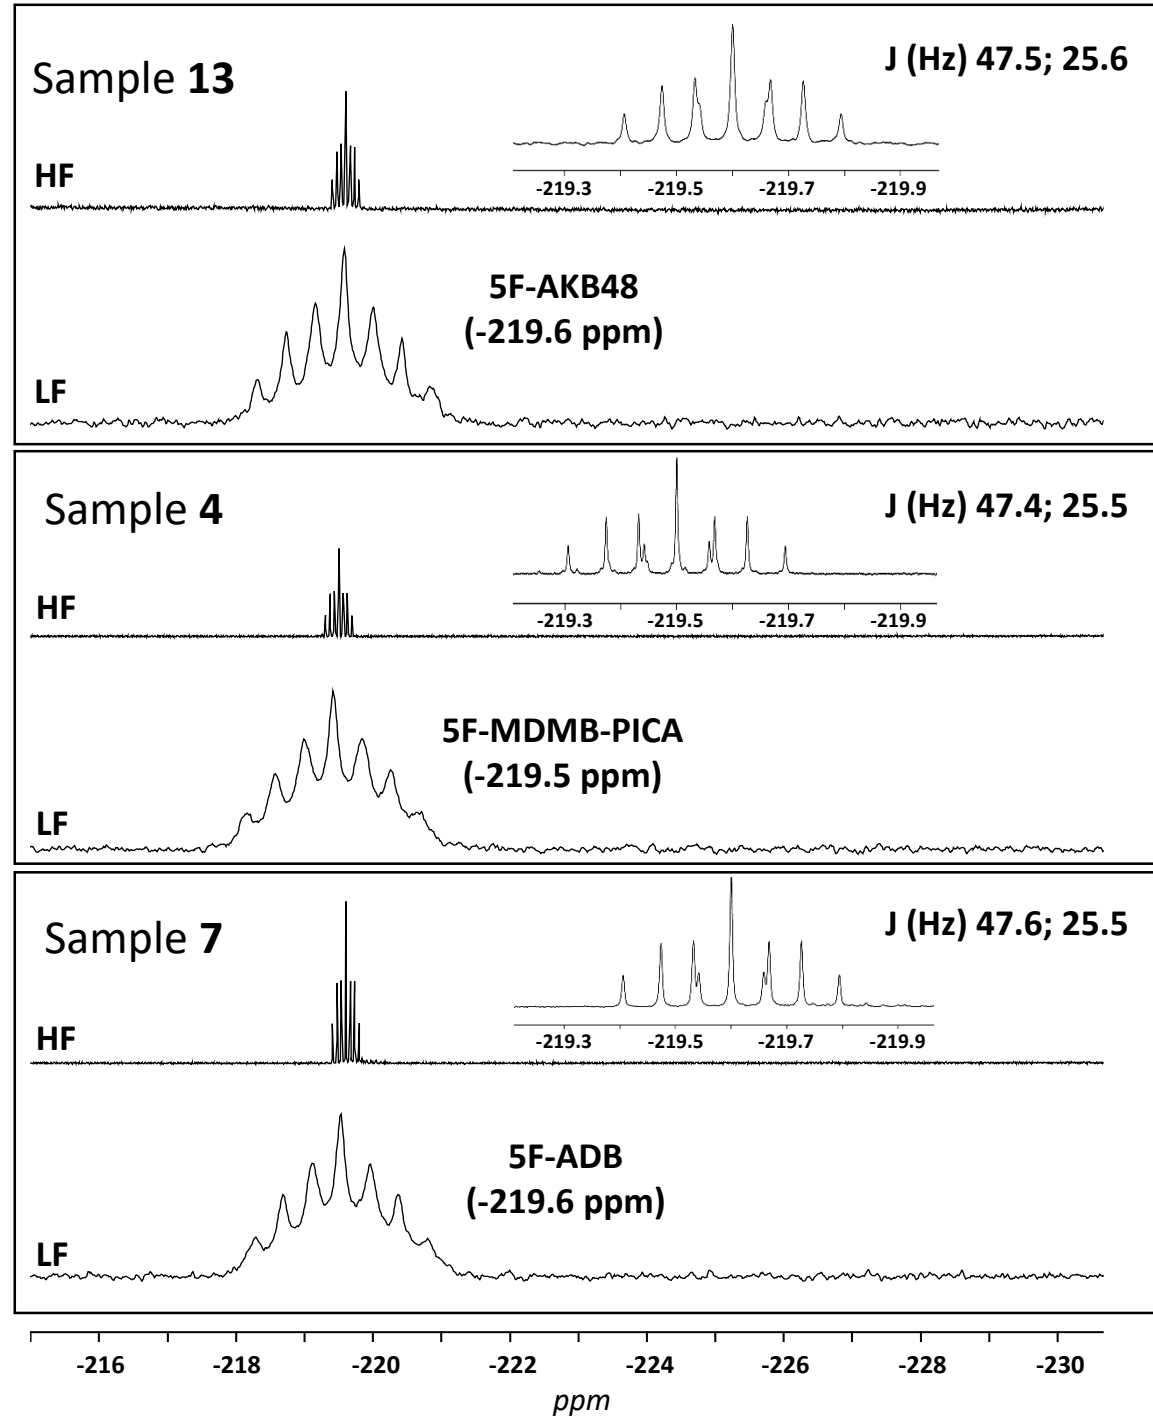 Sample 13
J (Hz) 47.5; 25.6
HF
-219.3 -219.5 -219.7 -219.9
5F-AKB48
(-219.6 ppm)
LF
Sample 4
J (Hz) 47.4; 25.5
HF
-219.3 -219.5 -219.7 -219.9
5F-MDMB-PICA
(-219.5 ppm)
LF
Sample 7
J (Hz) 47.6; 25.5
HF
-219.3 -219.5 -219.7 -219.9
5F-ADB
(-219.6 ppm)
LF
-216 -218 -220 -222 -224 -226 -228 -230
ppm